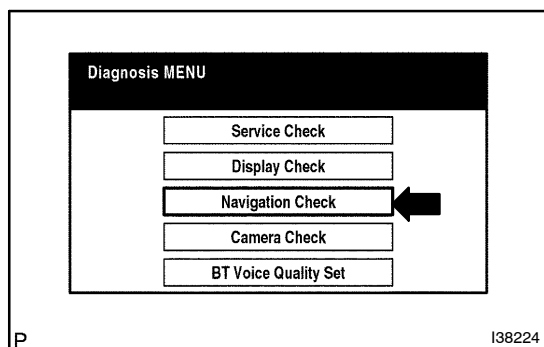 Diagnosis MENU
Service Check
Display Check
Navigation Check
Camera Check
BT Voice Quality Set
P
I38224